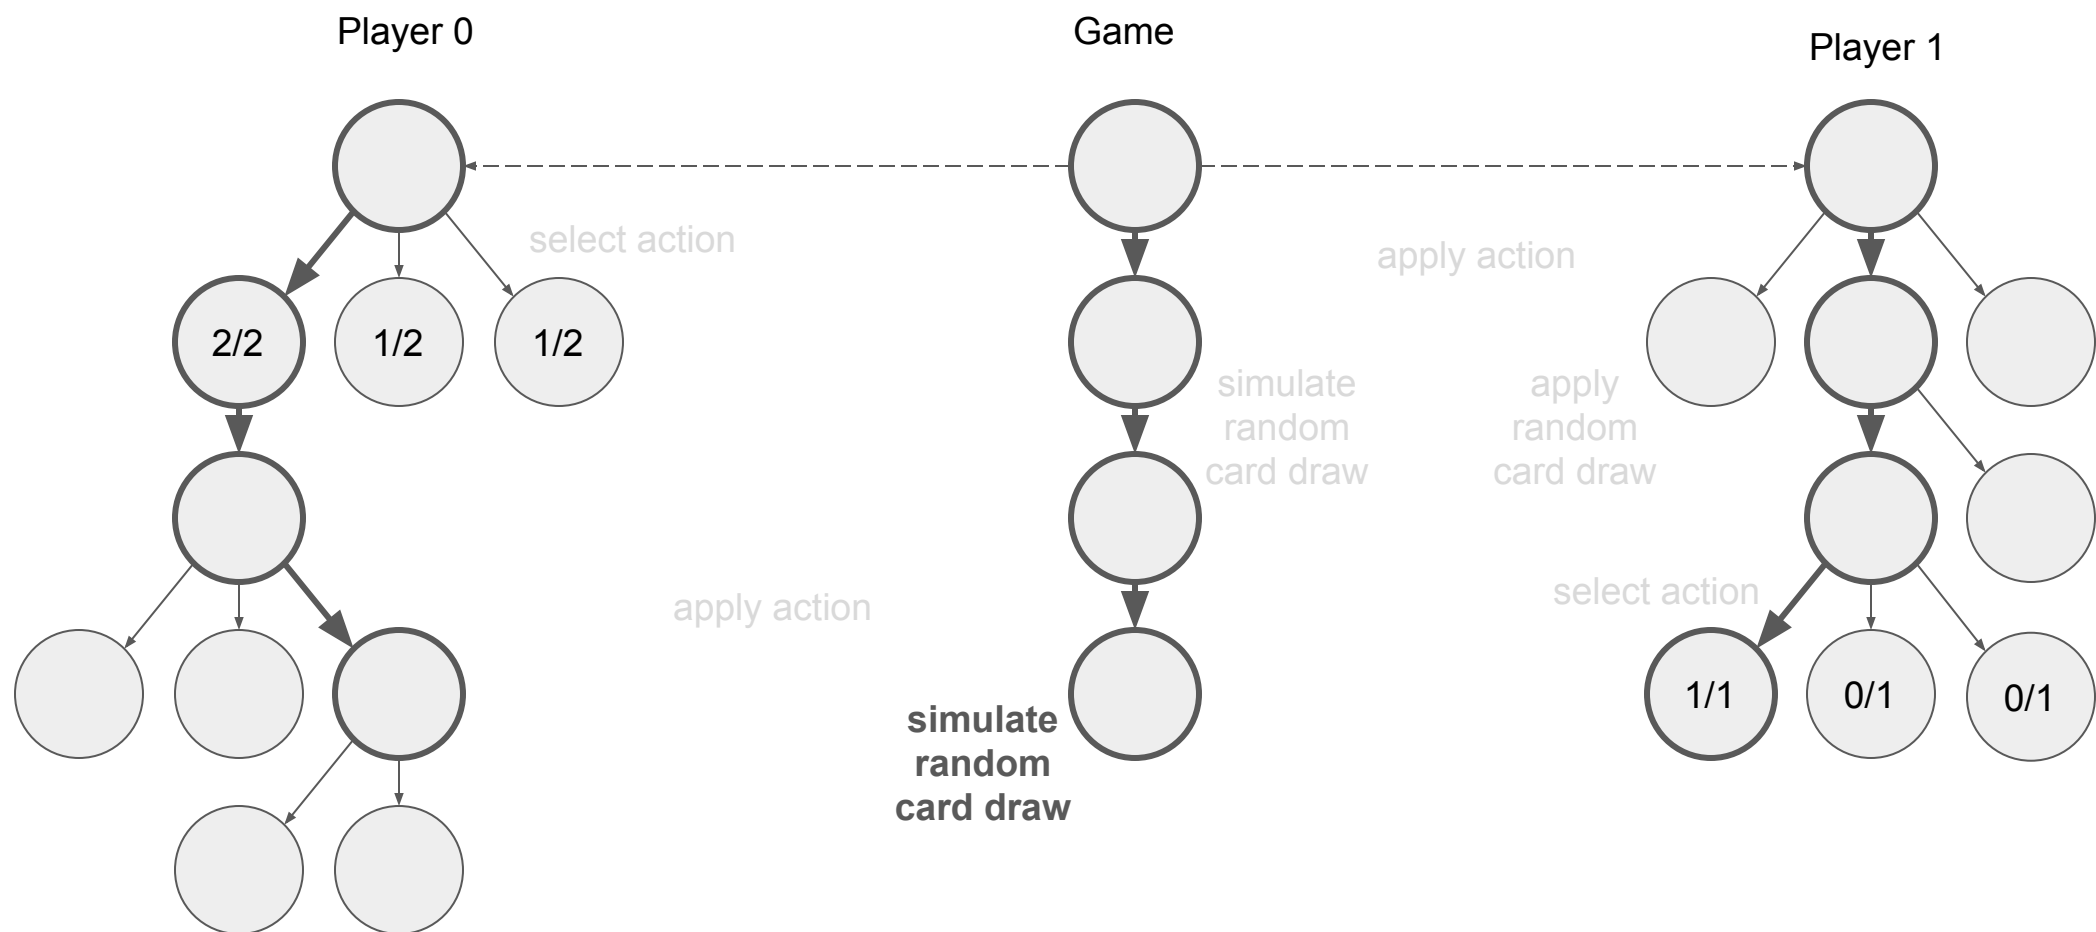 Player 0
Game
Player 1
select action
apply action
2/2
1/2
1/2
simulate
random
card draw
apply
random
card draw
apply action
select action
1/1
0/1
0/1
simulate
random
card draw